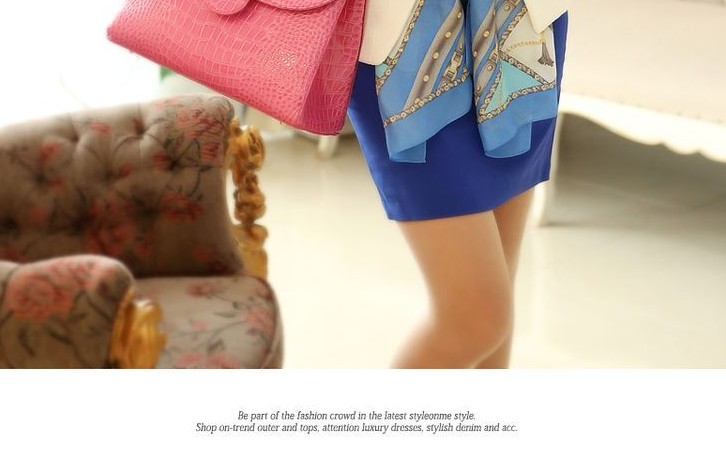 Be part of the fashion crowd in the latest styleonme style.
Shop on-trend outer and tops, attention luxury dresses, stylish denim and acc.